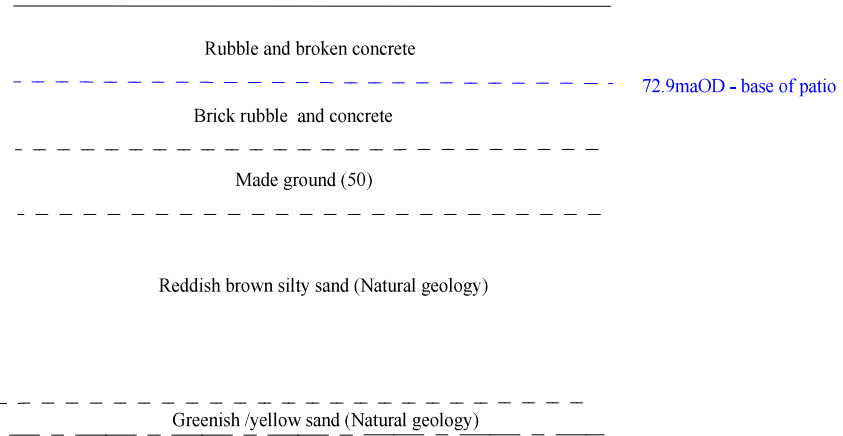 Rubble and broken concrete
72.9maOD - base of patio
Brick rubble and concrete
Made ground (50)
Reddish brown silty sand (Natural geology)
Greenish /yellow sand (Natural geology)